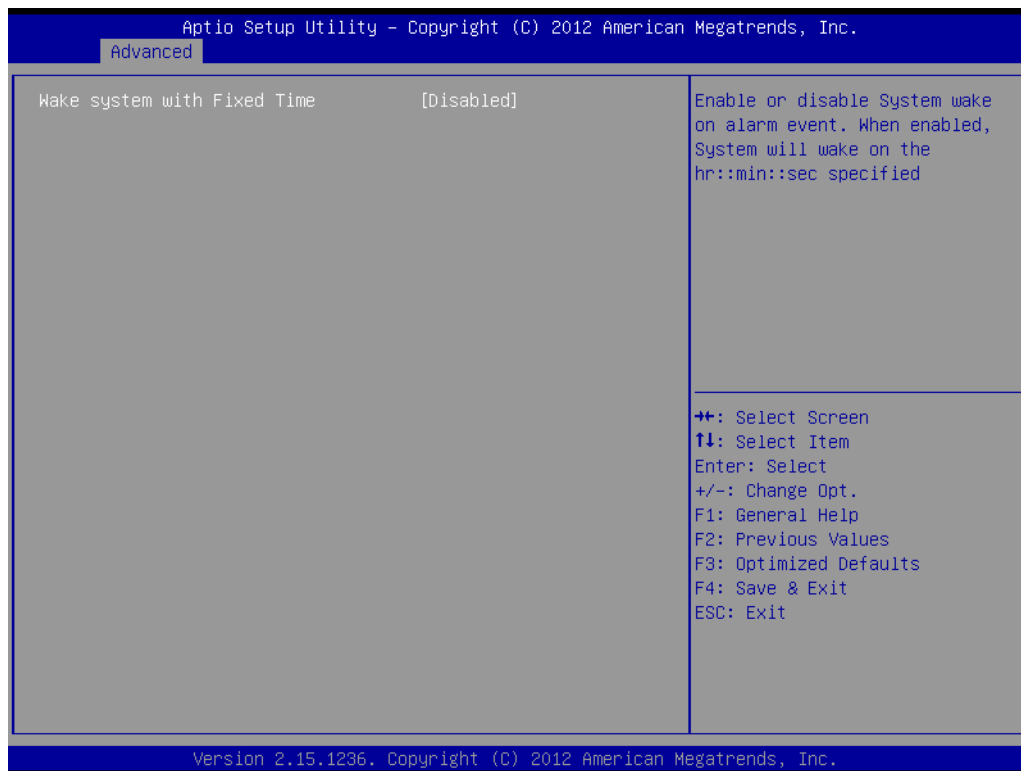 Aptio Setup Utility – Copyright (C) 2012 American Megatrends, Inc.
Advanced
Wake system with Fixed Time [Disabled]
Enable or disable System wake
on alarm event. When enabled,
System will wake on the
hr::min::sec specified
→←: Select Screen
↑↓: Select Item
Enter: Select
+/-: Change Opt.
F1: General Help
F2: Previous Values
F3: Optimized Defaults
F4: Save & Exit
ESC: Exit
Version 2.15.1236. Copyright (C) 2012 American Megatrends, Inc.